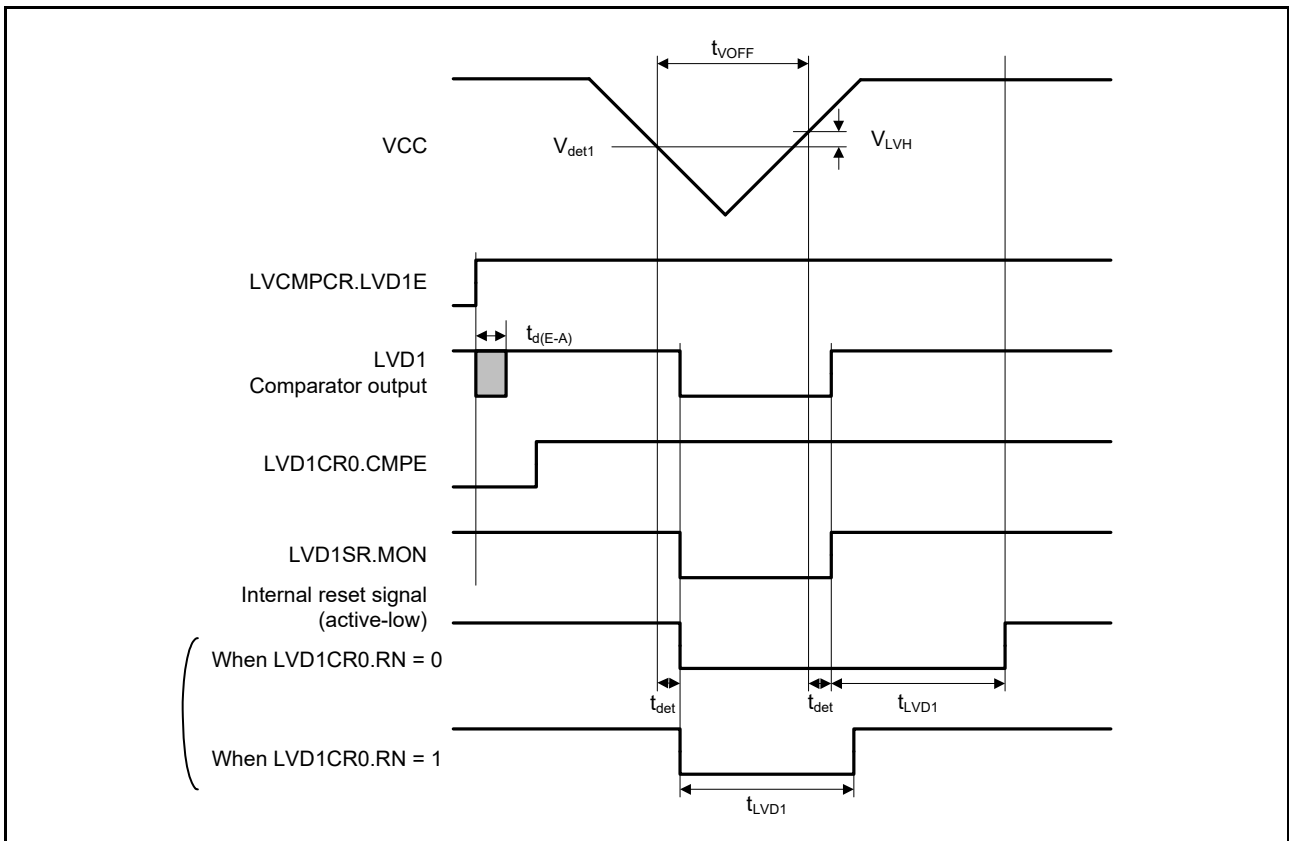 tVOFF
VCC
Vdet1
VLVH
LVCMPCR.LVD1E
td(E-A)
LVD1
Comparator output
LVD1CR0.CMPE
LVD1SR.MON
Internal reset signal
(active-low)
When LVD1CR0.RN = 0
tdet
tdet
tLVD1
When LVD1CR0.RN = 1
tLVD1